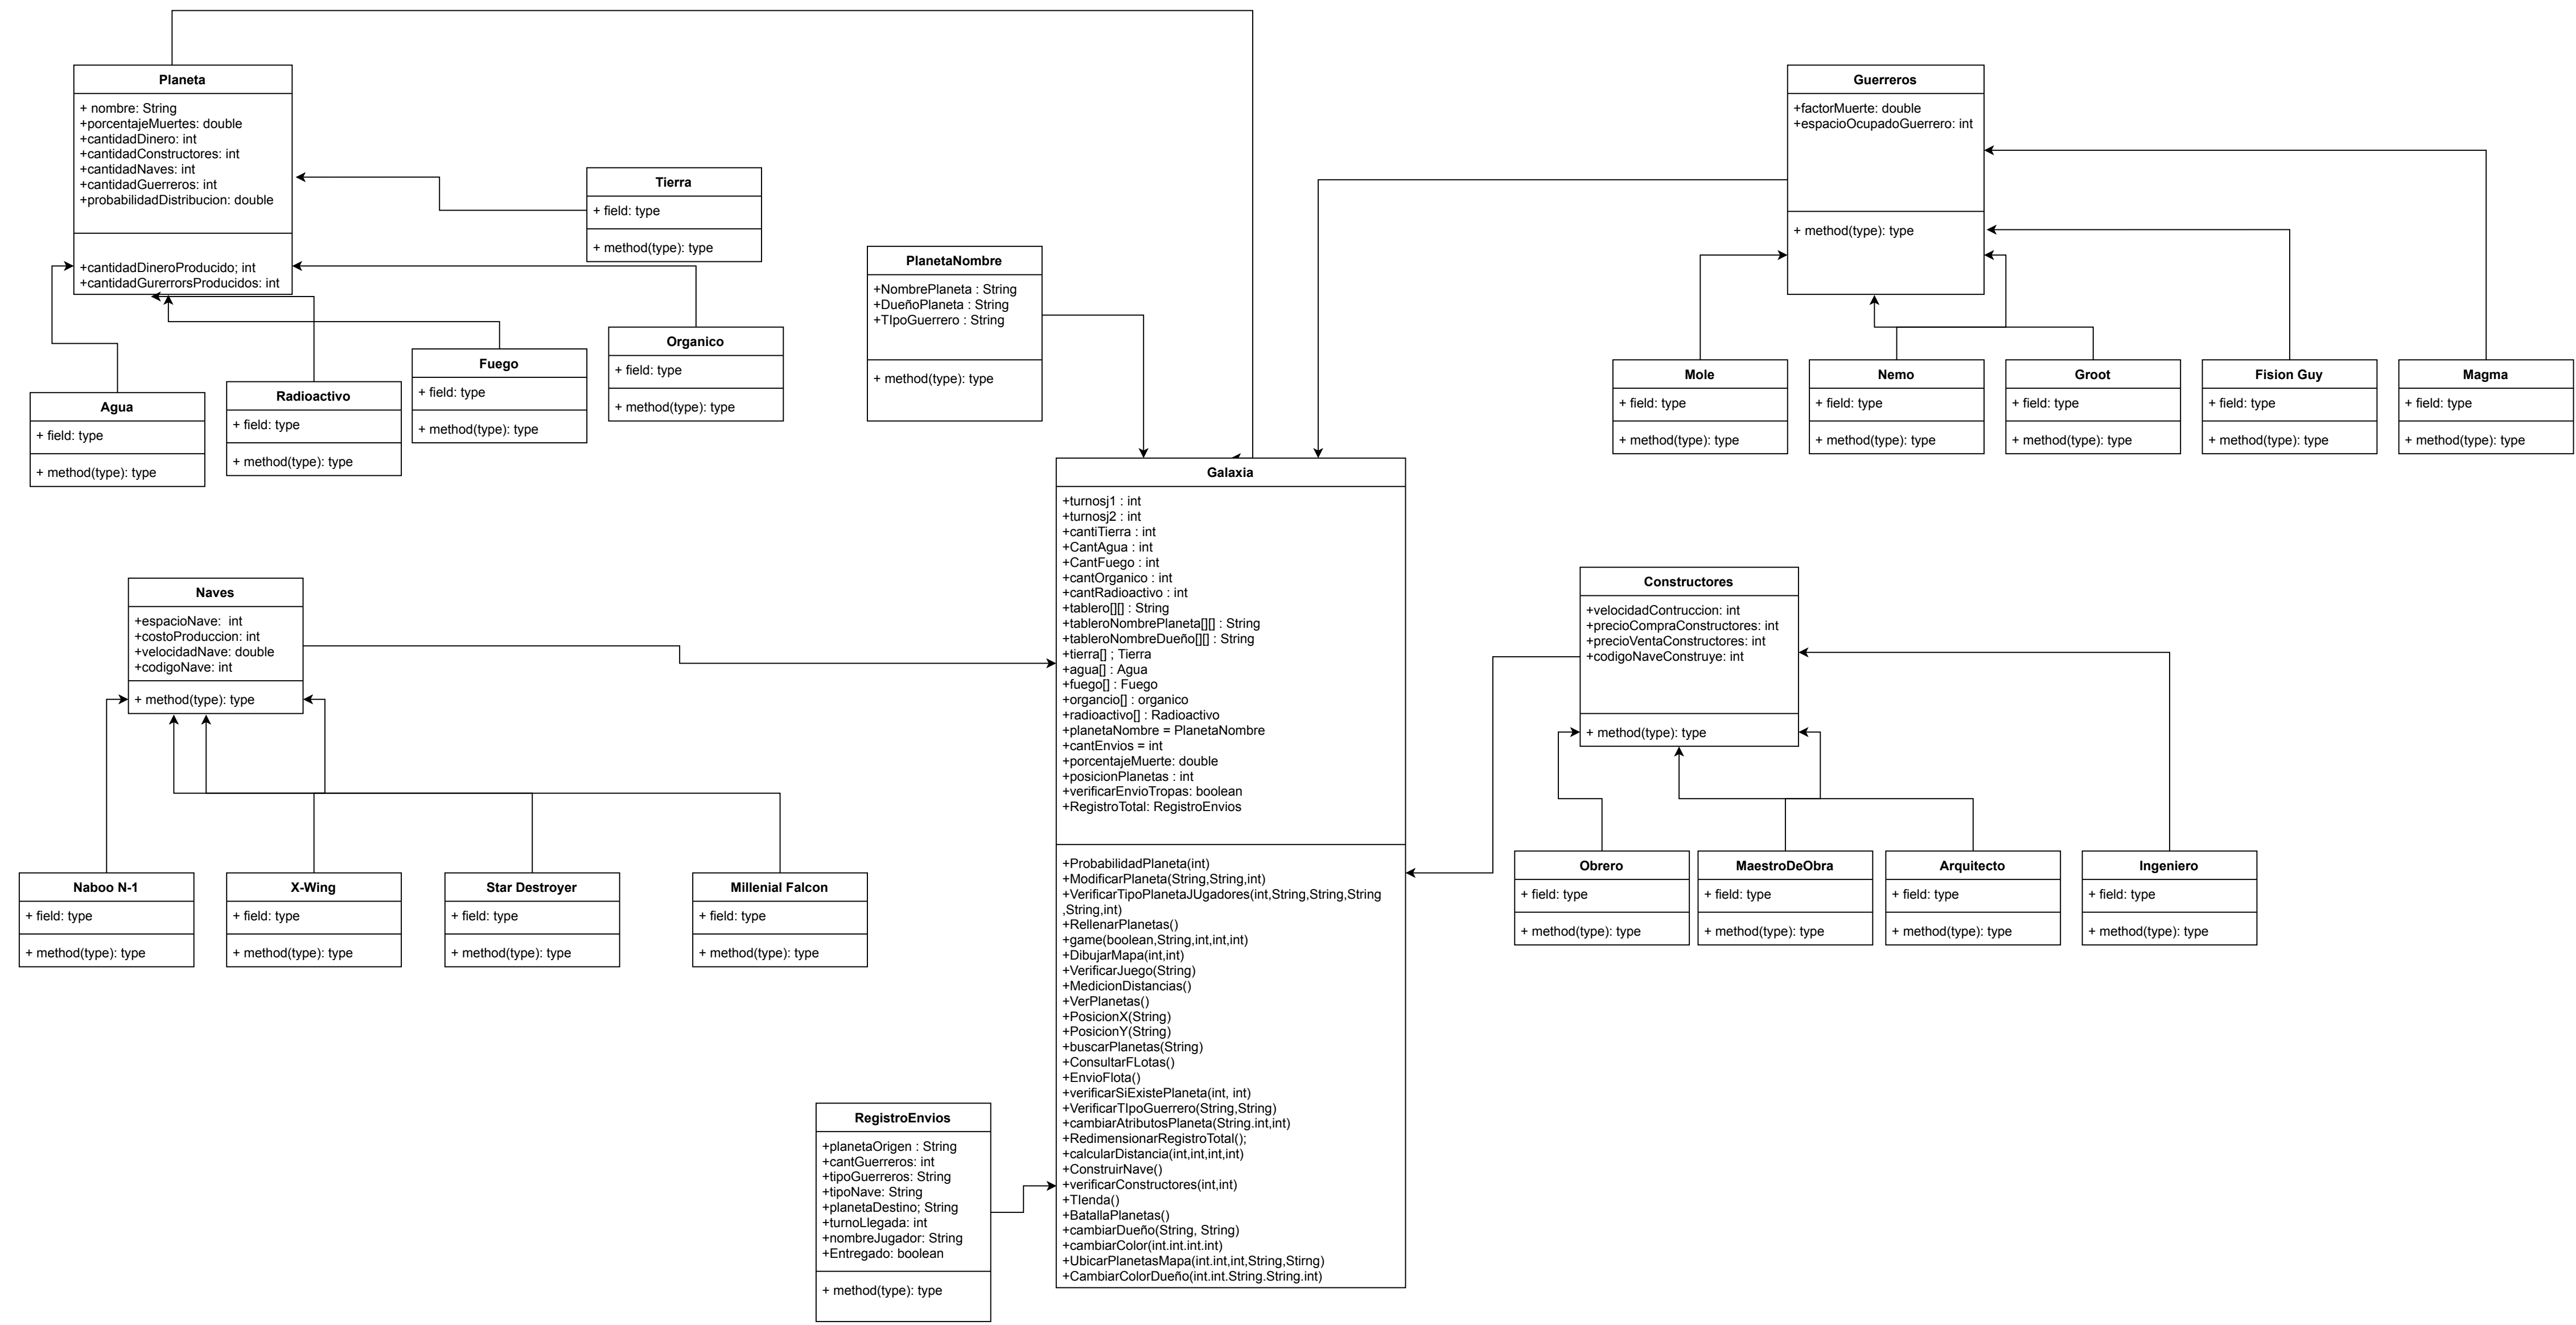 Planeta
+ nombre: String
+porcentajeMuertes: double
+cantidadDinero: int
+cantidadConstructores: int
+cantidadNaves: int
+cantidadGuerreros: int
+probabilidadDistribucion: double
+cantidadDineroProducido; int
+cantidadGurerrorsProducidos: int
Tierra
+ field: type
+ method(type): type
Organico
+ field: type
+ method(type): type
Fuego
+ field: type
+ method(type): type
Radioactivo
+ field: type
+ method(type): type
Agua
+ field: type
+ method(type): type
PlanetaNombre
+NombrePlaneta : String
+DueñoPlaneta : String
+TIpoGuerrero : String
+ method(type): type
Guerreros
+factorMuerte: double
+espacioOcupadoGuerrero: int
+ method(type): type
Mole
+ field: type
+ method(type): type
Nemo
+ field: type
+ method(type): type
Groot
+ field: type
+ method(type): type
Fision Guy
+ field: type
+ method(type): type
Magma
+ field: type
+ method(type): type
Galaxia
+turnosj1 : int
+turnosj2 : int
+cantiTierra : int
+CantAgua : int
+CantFuego : int
+cantOrganico : int
+cantRadioactivo : int
+tablero[][] : String
+tableroNombrePlaneta[][] : String
+tableroNombreDueño[][] : String
+tierra[] ; Tierra
+agua[] : Agua
+fuego[] : Fuego
+organcio[] : organico
+radioactivo[] : Radioactivo
+planetaNombre = PlanetaNombre
+cantEnvios = int
+porcentajeMuerte: double
+posicionPlanetas : int
+verificarEnvioTropas: boolean
+RegistroTotal: RegistroEnvios
+ProbabilidadPlaneta(int)
+ModificarPlaneta(String,String,int)
+VerificarTipoPlanetaJUgadores(int,String,String,String
,String,int)
+RellenarPlanetas()
+game(boolean,String,int,int,int)
+DibujarMapa(int,int)
+VerificarJuego(String)
+MedicionDistancias()
+VerPlanetas()
+PosicionX(String)
+PosicionY(String)
+buscarPlanetas(String)
+ConsultarFLotas()
+EnvioFlota()
+verificarSiExistePlaneta(int, int)
+VerificarTIpoGuerrero(String,String)
+cambiarAtributosPlaneta(String.int,int)
+RedimensionarRegistroTotal();
+calcularDistancia(int,int,int,int)
+ConstruirNave()
+verificarConstructores(int,int)
+TIenda()
+BatallaPlanetas()
+cambiarDueño(String, String)
+cambiarColor(int.int.int.int)
+UbicarPlanetasMapa(int.int,int,String,Stirng)
+CambiarColorDueño(int.int.String.String.int)
Naves
+espacioNave:  int
+costoProduccion: int
+velocidadNave: double
+codigoNave: int
+ method(type): type
Naboo N-1
+ field: type
+ method(type): type
X-Wing
+ field: type
+ method(type): type
Star Destroyer
+ field: type
+ method(type): type
Millenial Falcon
+ field: type
+ method(type): type
Constructores
+velocidadContruccion: int
+precioCompraConstructores: int
+precioVentaConstructores: int
+codigoNaveConstruye: int
+ method(type): type
Obrero
+ field: type
+ method(type): type
MaestroDeObra
+ field: type
+ method(type): type
Arquitecto
+ field: type
+ method(type): type
Ingeniero
+ field: type
+ method(type): type
RegistroEnvios
+planetaOrigen : String
+cantGuerreros: int
+tipoGuerreros: String
+tipoNave: String
+planetaDestino; String
+turnoLlegada: int
+nombreJugador: String
+Entregado: boolean
+ method(type): type